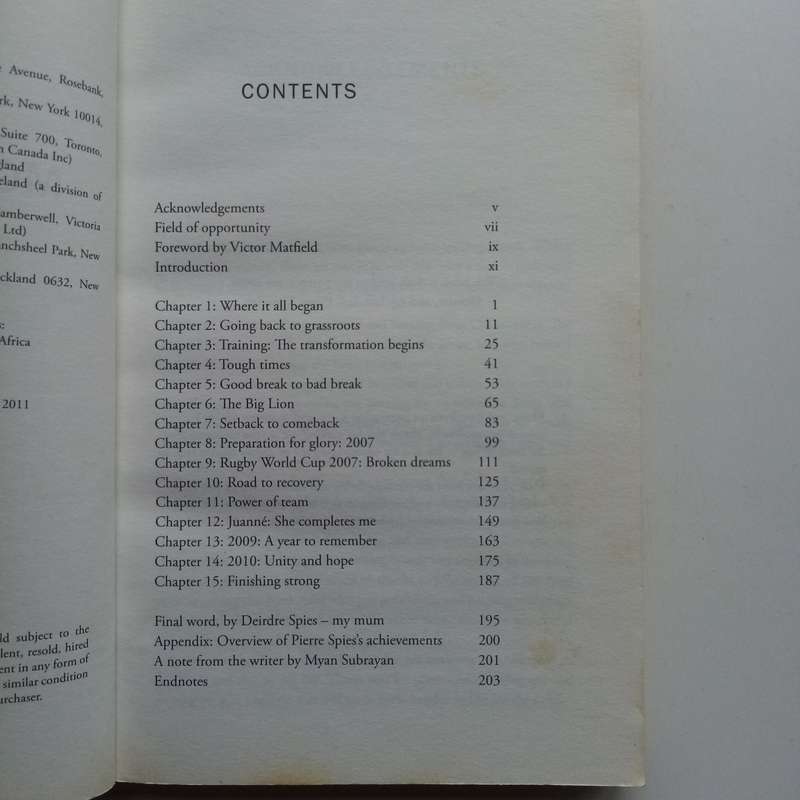 Avenue, Rosebank,
rk, New York 10014,
Suite 700, Toronto,
Canada Inc)
land
eland (a division of
amberwell, Victoria
Ltd)
nchsheel Park, New
ckland 0632, New
s:
Africa
2011
ld subject to the
lent, resold, hired
ent in any form of
similar condition
urchaser.
CONTENTS
Acknowledgements v
Field of opportunity vii
Foreword by Victor Matfield ix
Introduction xi
Chapter 1: Where it all began 1
Chapter 2: Going back to grassroots 11
Chapter 3: Training: The transformation begins 25
Chapter 4: Tough times 41
Chapter 5: Good break to bad break 53
Chapter 6: The Big Lion 65
Chapter 7: Setback to comeback 83
Chapter 8: Preparation for glory: 2007 99
Chapter 9: Rugby World Cup 2007: Broken dreams 111
Chapter 10: Road to recovery 125
Chapter 11: Power of team 137
Chapter 12: Juanné: She completes me 149
Chapter 13: 2009: A year to remember 163
Chapter 14: 2010: Unity and hope 175
Chapter 15: Finishing strong 187
Final word, by Deirdre Spies – my mum 195
Appendix: Overview of Pierre Spies's achievements 200
A note from the writer by Myan Subrayan 201
Endnotes 203